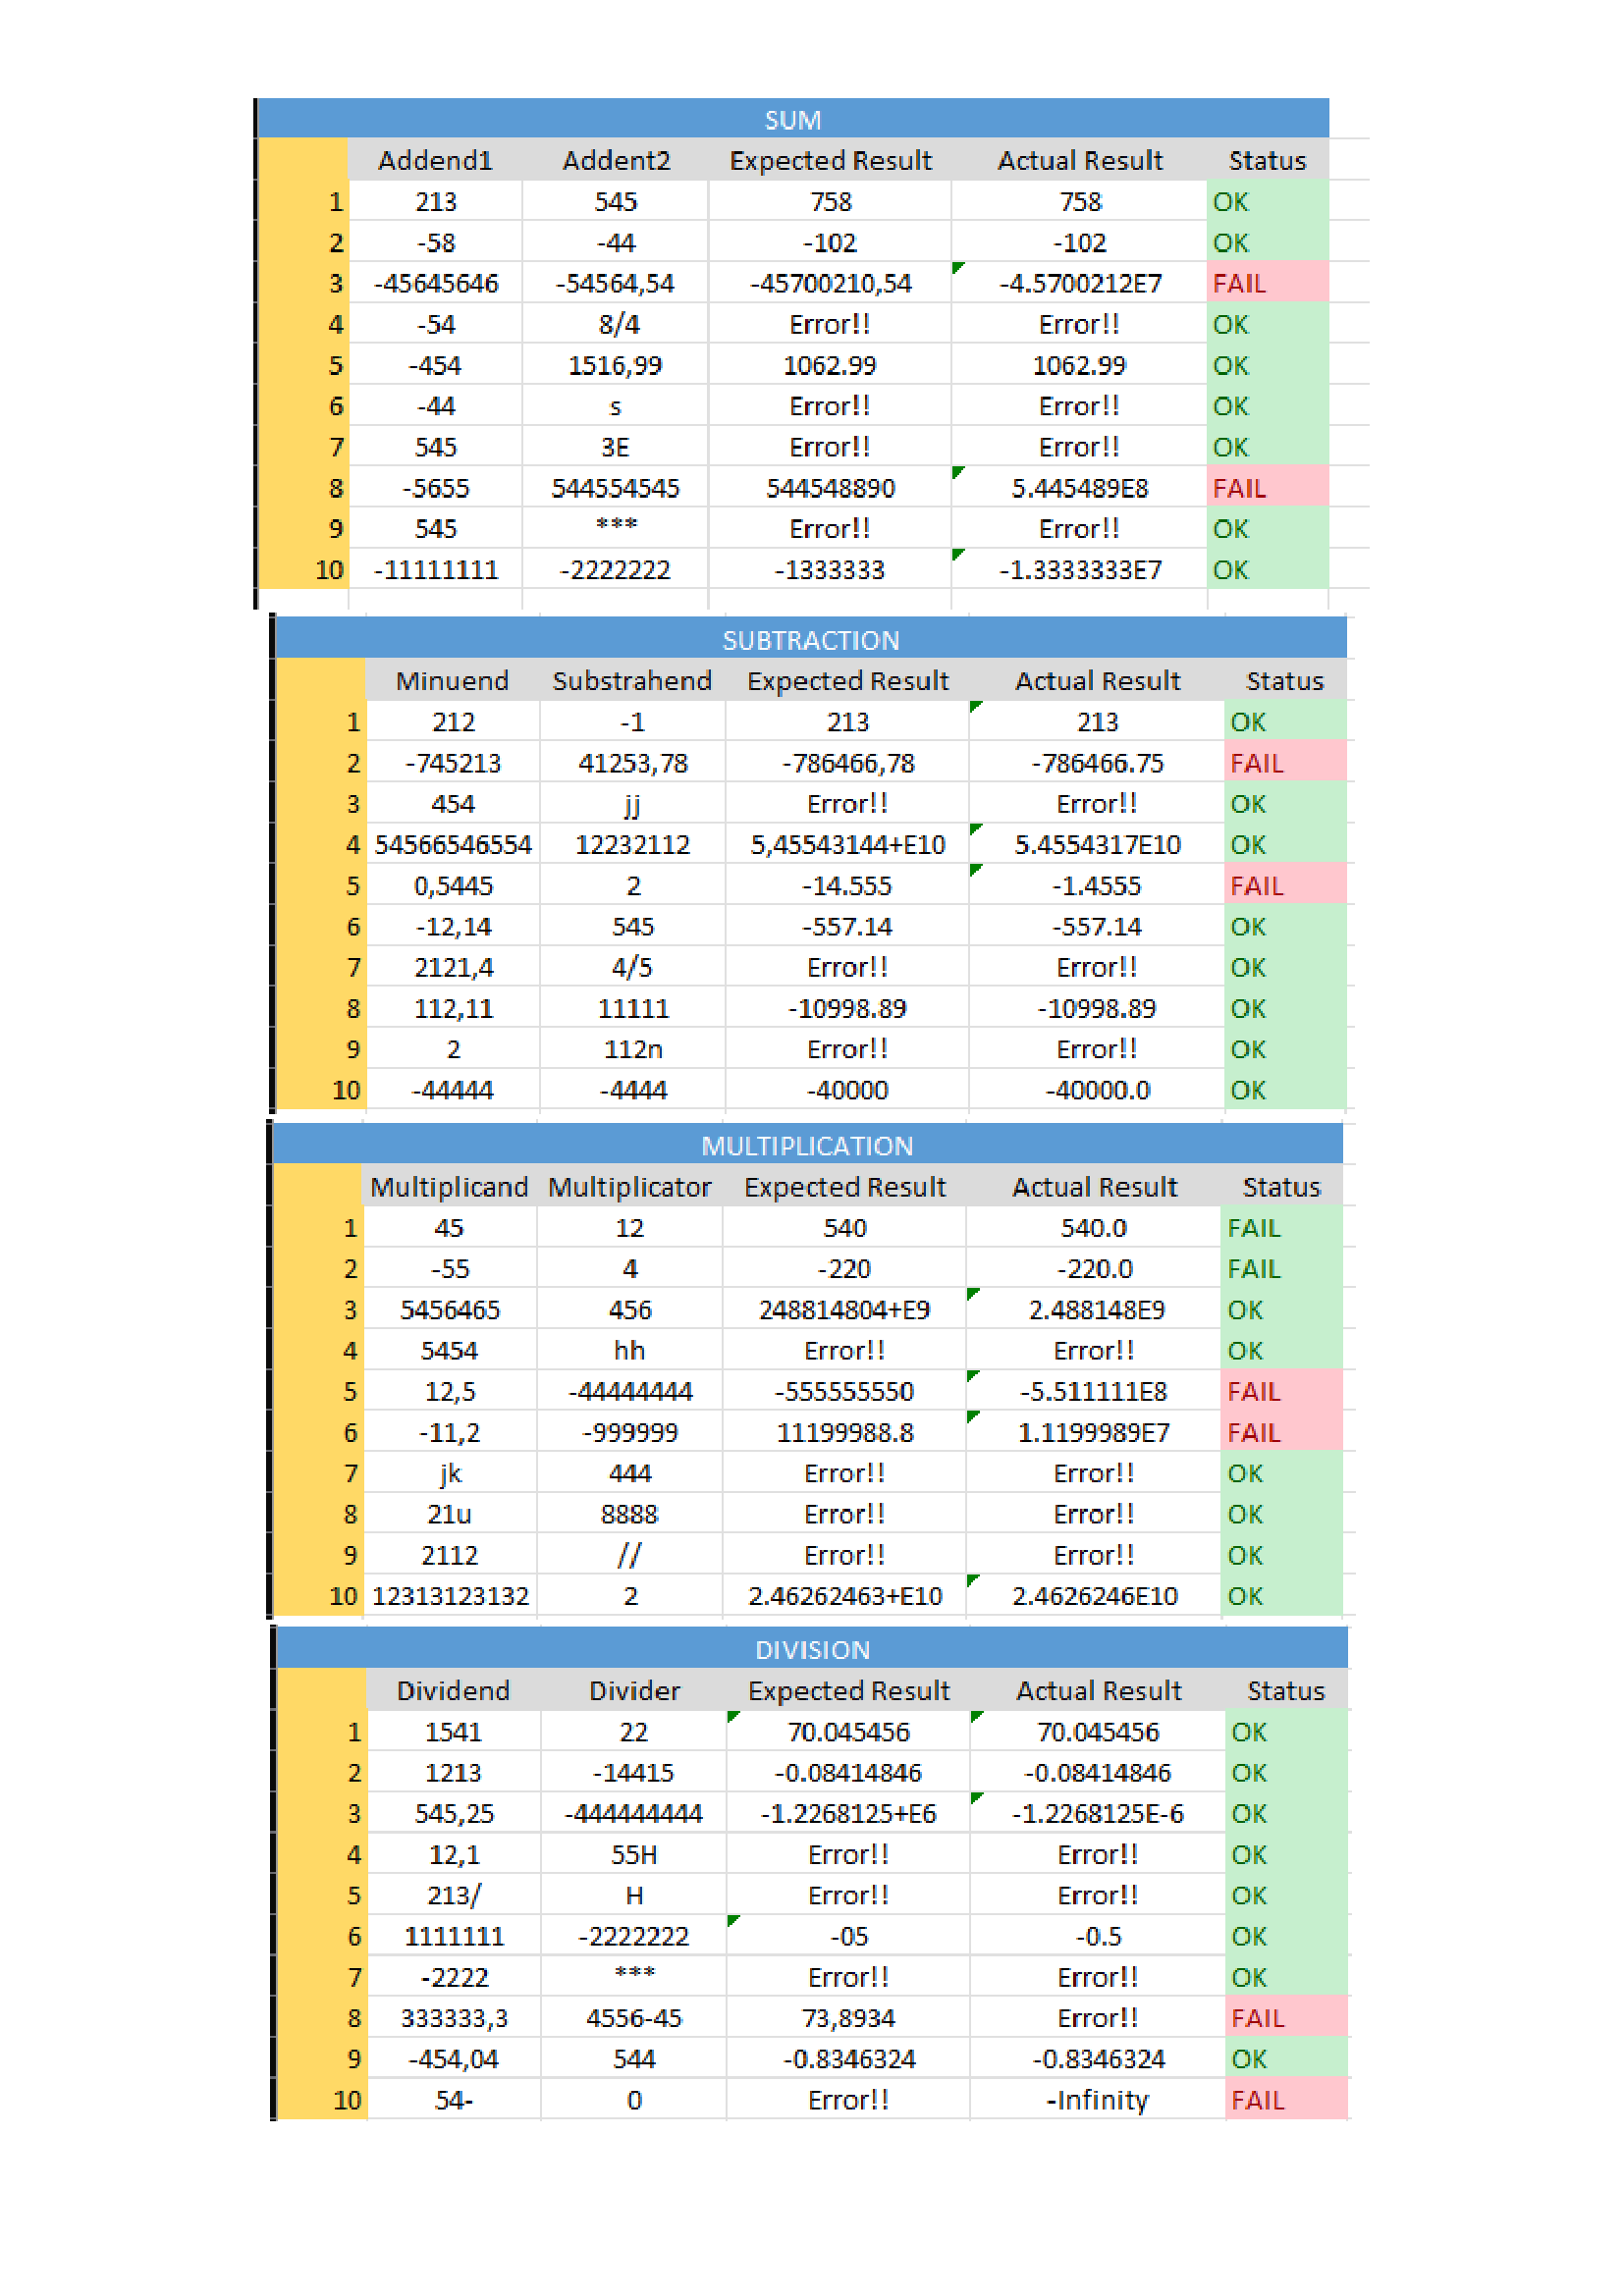 SUM
Addend1 Addent2 Expected Result Actual Result Status
1 213 545 758 758 OK
2 -58 -44 -102 -102 OK
3 -45645646 -54564,54 -45700210,54 -4.5700212E7 FAIL
4 -54 8/4 Error!! Error!! OK
5 -454 1516,99 1062.99 1062.99 OK
6 -44 s Error!! Error!! OK
7 545 3E Error!! Error!! OK
8 -5655 544554545 544548890 5.445489E8 FAIL
9 545 *** Error!! Error!! OK
10 -11111111 -2222222 -1333333 -1.3333333E7 OK
SUBTRACTION
Minuend Substrahend Expected Result Actual Result Status
1 212 -1 213 213 OK
2 -745213 41253,78 -786466,78 -786466.75 FAIL
3 454 jj Error!! Error!! OK
4 54566546554 12232112 5,45543144+E10 5.4554317E10 OK
5 0,5445 2 -14.555 -1.4555 FAIL
6 -12,14 545 -557.14 -557.14 OK
7 2121,4 4/5 Error!! Error!! OK
8 112,11 11111 -10998.89 -10998.89 OK
9 2 112n Error!! Error!! OK
10 -44444 -4444 -40000 -40000.0 OK
MULTIPLICATION
Multiplicand Multiplicator Expected Result Actual Result Status
1 45 12 540 540.0 FAIL
2 -55 4 -220 -220.0 FAIL
3 5456465 456 248814804+E9 2.488148E9 OK
4 5454 hh Error!! Error!! OK
5 12,5 -44444444 -555555550 -5.511111E8 FAIL
6 -11,2 -999999 11199988.8 1.1199989E7 FAIL
7 jk 444 Error!! Error!! OK
8 21u 8888 Error!! Error!! OK
9 2112 // Error!! Error!! OK
10 12313123132 2 2.46262463+E10 2.4626246E10 OK
DIVISION
Dividend Divider Expected Result Actual Result Status
1 1541 22 70.045456 70.045456 OK
2 1213 -14415 -0.08414846 -0.08414846 OK
3 545,25 -444444444 -1.2268125+E6 -1.2268125E-6 OK
4 12,1 55H Error!! Error!! OK
5 213/ H Error!! Error!! OK
6 1111111 -2222222 -05 -0.5 OK
7 -2222 *** Error!! Error!! OK
8 333333,3 4556-45 73,8934 Error!! FAIL
9 -454,04 544 -0.8346324 -0.8346324 OK
10 54- 0 Error!! -Infinity FAIL